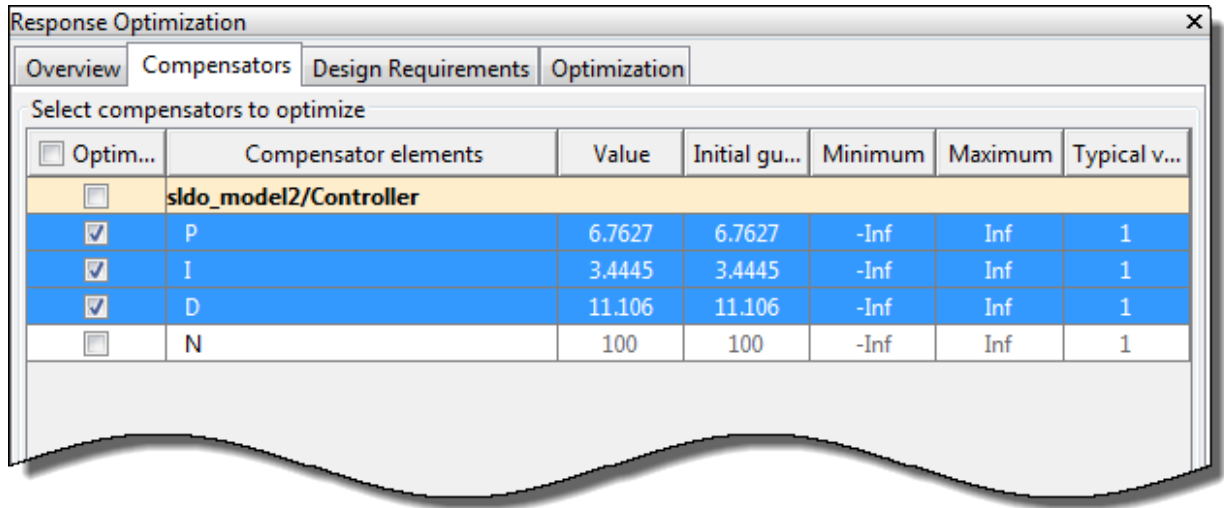 Response Optimization
Overview Compensators Design Requirements Optimization
Select compensators to optimize
Optim... Compensator elements Value Initial gu... Minimum Maximum Typical v...
sldo_model2/Controller
P 6.7627 6.7627 -Inf Inf 1
I 3.4445 3.4445 -Inf Inf 1
D 11.106 11.106 -Inf Inf 1
N 100 100 -Inf Inf 1